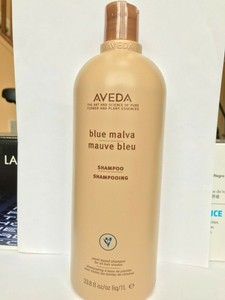 AVEDA
THE ART AND SCIENCE OF PURE
FLOWER AND PLANT ESSENCES
blue malva
mauve bleu
SHAMPOO
SHAMPOOING
33.8 fl oz/oz liq/1L e
LA